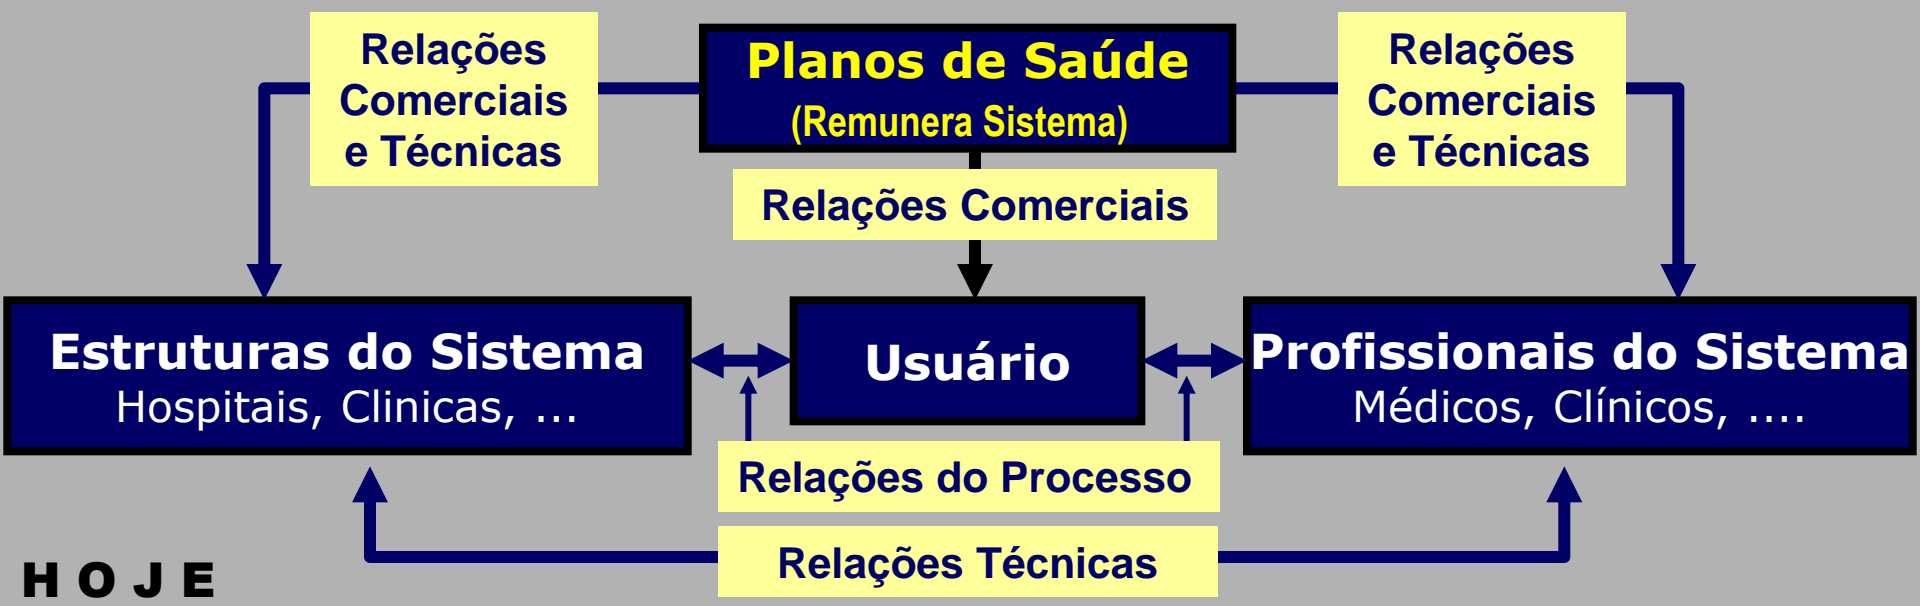 Relações
Comerciais
e Técnicas
Planos de Saúde
(Remunera Sistema)
Relações
Comerciais
e Técnicas
Relações Comerciais
Estruturas do Sistema
Hospitais, Clinicas, ...
Usuário
Profissionais do Sistema
Médicos, Clínicos, ....
Relações do Processo
Relações Técnicas
H O J E